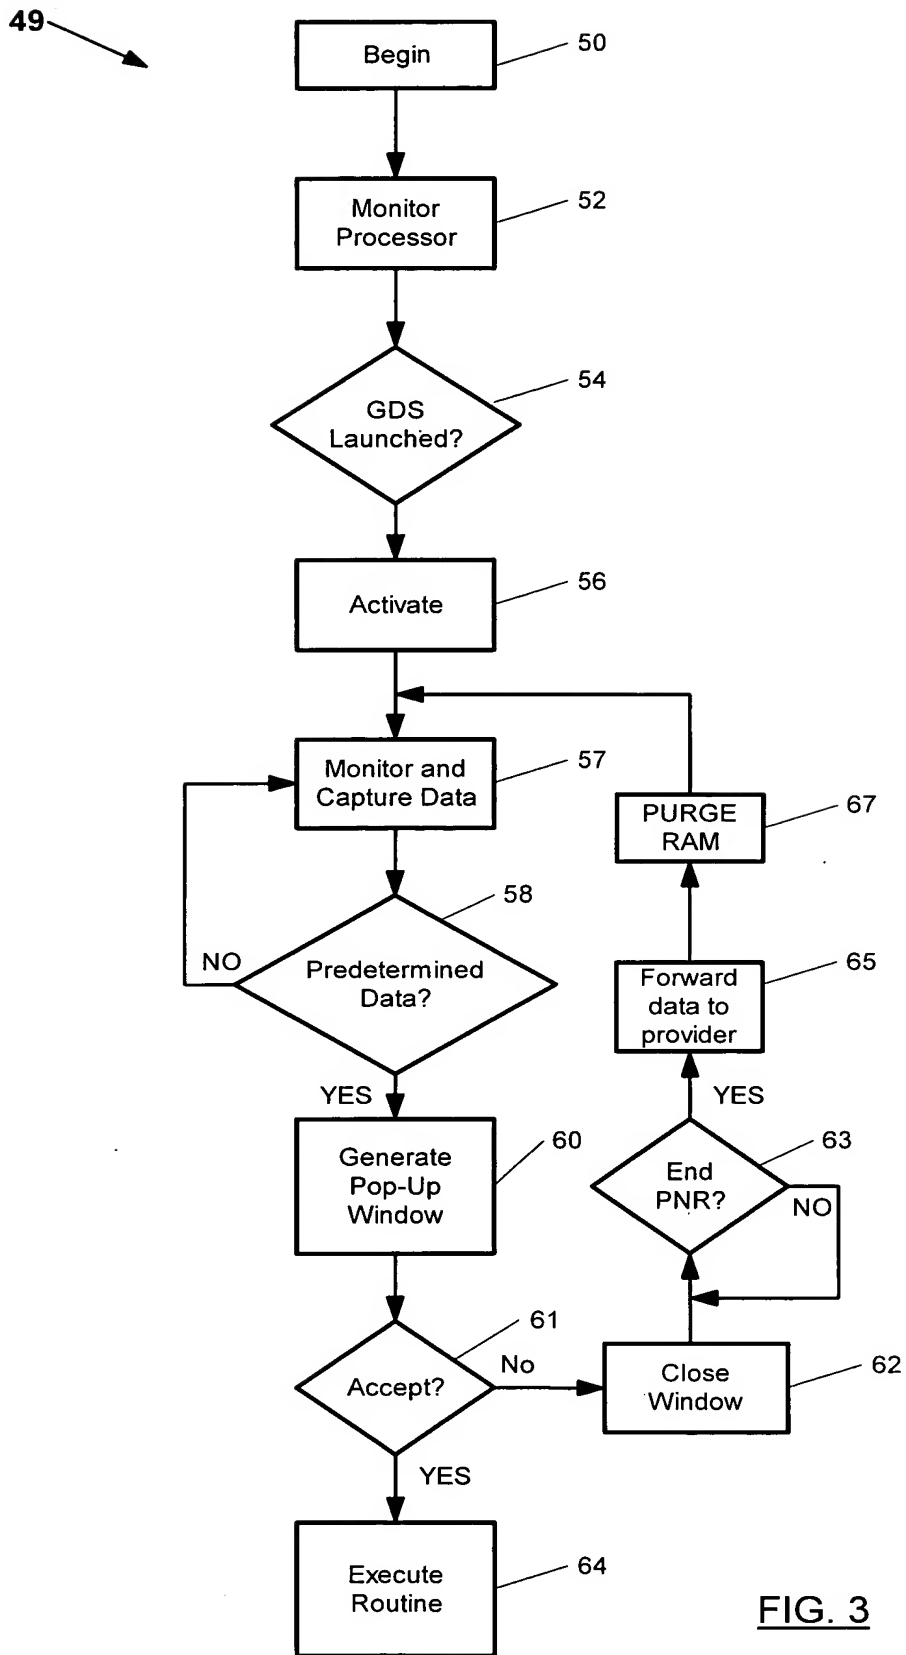 49
Begin
50
Monitor
Processor
52
GDS
Launched?
54
Activate
56
Monitor and
Capture Data
57
PURGE
RAM
67
Predetermined
Data?
58
NO
YES
Forward
data to
provider
65
YES
Generate
Pop-Up
Window
60
End
PNR?
63
NO
Accept?
61
No
YES
Close
Window
62
Execute
Routine
64
FIG. 3